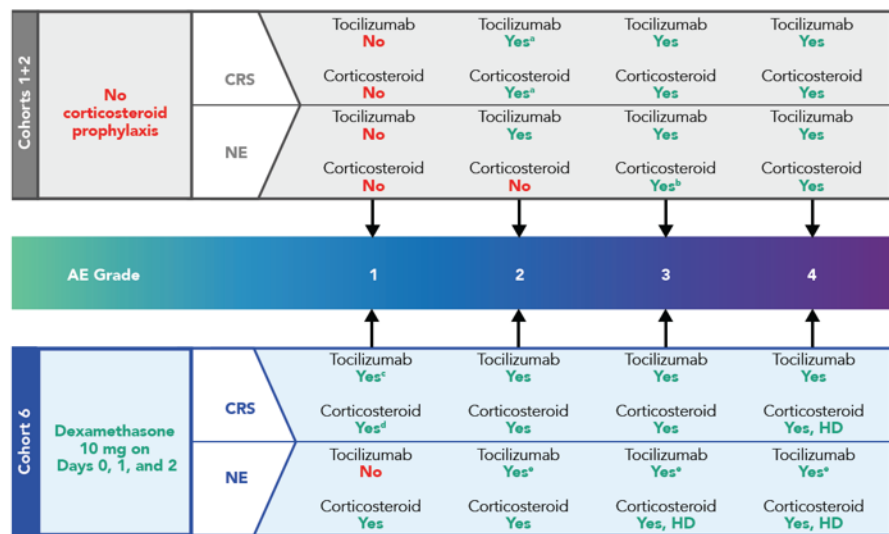 Cohorts 1+2
No
corticosteroid
prophylaxis
CRS
Tocilizumab Tocilizumab Tocilizumab Tocilizumab
No Yesᵃ Yes Yes
Corticosteroid Corticosteroid Corticosteroid Corticosteroid
No Yesᵃ Yes Yes
NE
Tocilizumab Tocilizumab Tocilizumab Tocilizumab
No Yes Yes Yes
Corticosteroid Corticosteroid Corticosteroid Corticosteroid
No No Yesᵇ Yes
AE Grade 1 2 3 4
Cohort 6
Dexamethasone
10 mg on
Days 0, 1, and 2
CRS
Tocilizumab Tocilizumab Tocilizumab Tocilizumab
Yesᶜ Yes Yes Yes
Corticosteroid Corticosteroid Corticosteroid Corticosteroid
Yesᵈ Yes Yes Yes, HD
NE
Tocilizumab Tocilizumab Tocilizumab Tocilizumab
No Yesᵉ Yesᵉ Yesᵉ
Corticosteroid Corticosteroid Corticosteroid Corticosteroid
Yes Yes Yes, HD Yes, HD